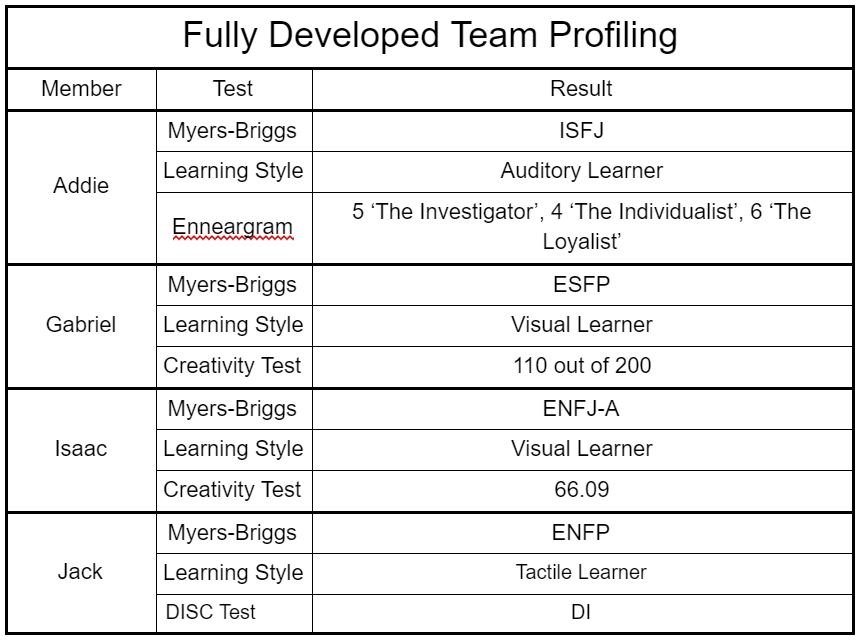 Fully Developed Team Profiling
Member Test Result
Addie
Myers-Briggs ISFJ
Learning Style Auditory Learner
Enneargram 5 ‘The Investigator’, 4 ‘The Individualist’, 6 ‘The
Loyalist’
Gabriel
Myers-Briggs ESFP
Learning Style Visual Learner
Creativity Test 110 out of 200
Isaac
Myers-Briggs ENFJ-A
Learning Style Visual Learner
Creativity Test 66.09
Jack
Myers-Briggs ENFP
Learning Style Tactile Learner
DISC Test DI